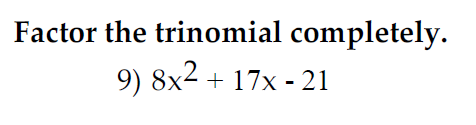 Factor the trinomial completely.
9) 8x² + 17x - 21